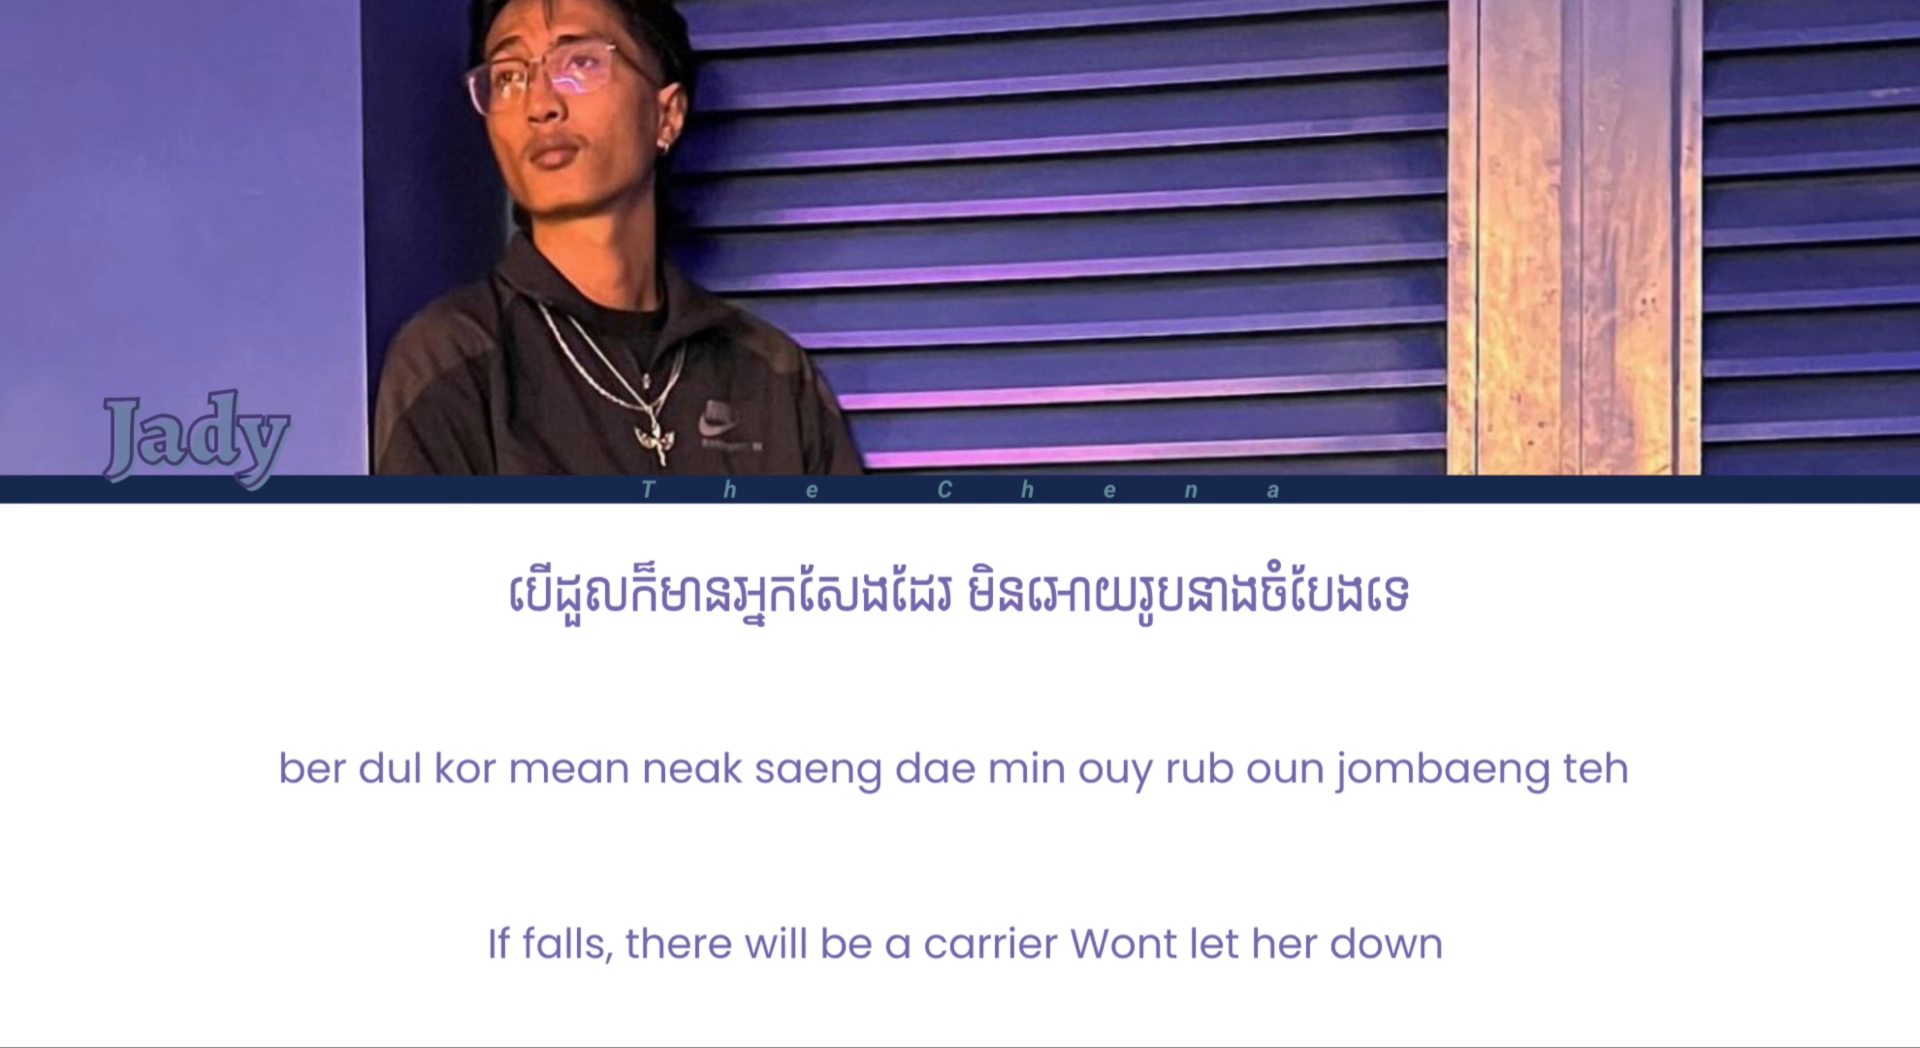 Jady
The Chena
បើដួលក៏មានអ្នកសែងដែរ មិនអោយរូបនាងចំបែងទេ
ber dul kor mean neak saeng dae min ouy rub oun jombaeng teh
If falls, there will be a carrier Wont let her down